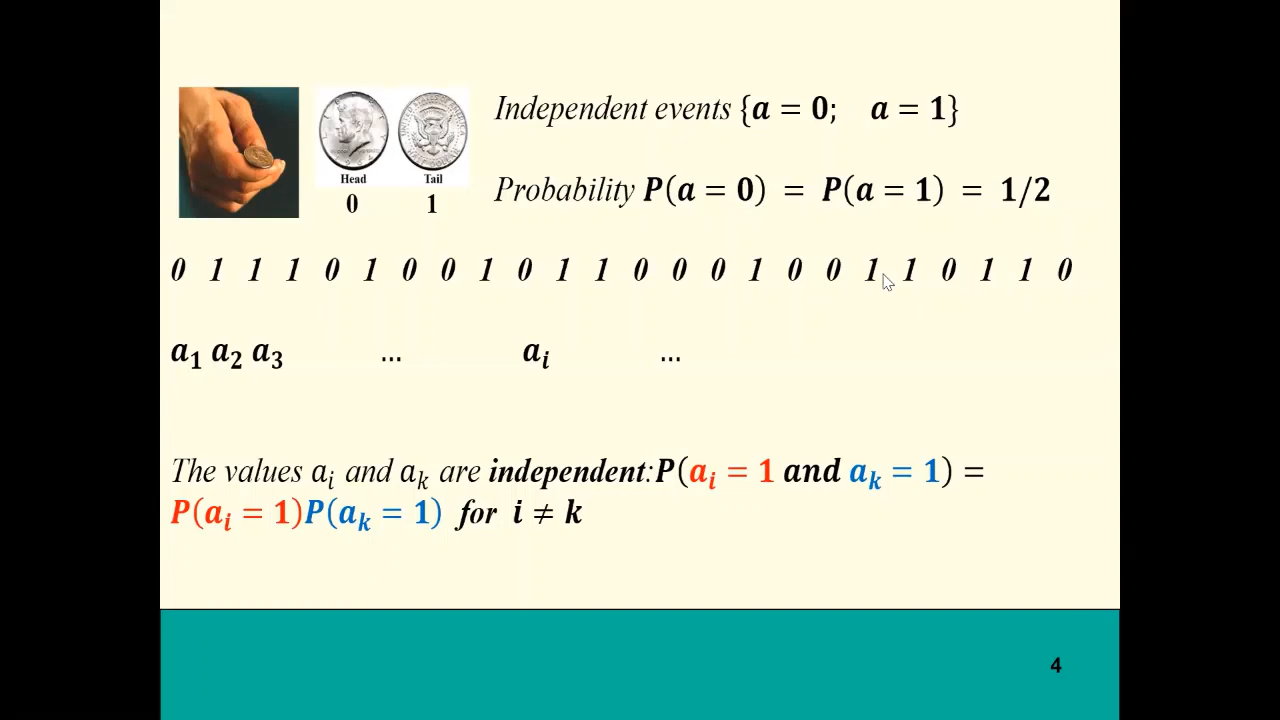 Independent events {a = 0; a = 1}
Head Tail
0 1
Probability P(a = 0) = P(a = 1) = 1/2
0 1 1 1 0 1 0 0 1 0 1 1 0 0 0 1 0 0 1 1 0 1 1 0
a₁ a₂ a₃ ... aᵢ ...
The values aᵢ and aₖ are independent:P(aᵢ = 1 and aₖ = 1) =
P(aᵢ = 1)P(aₖ = 1) for i ≠ k
4